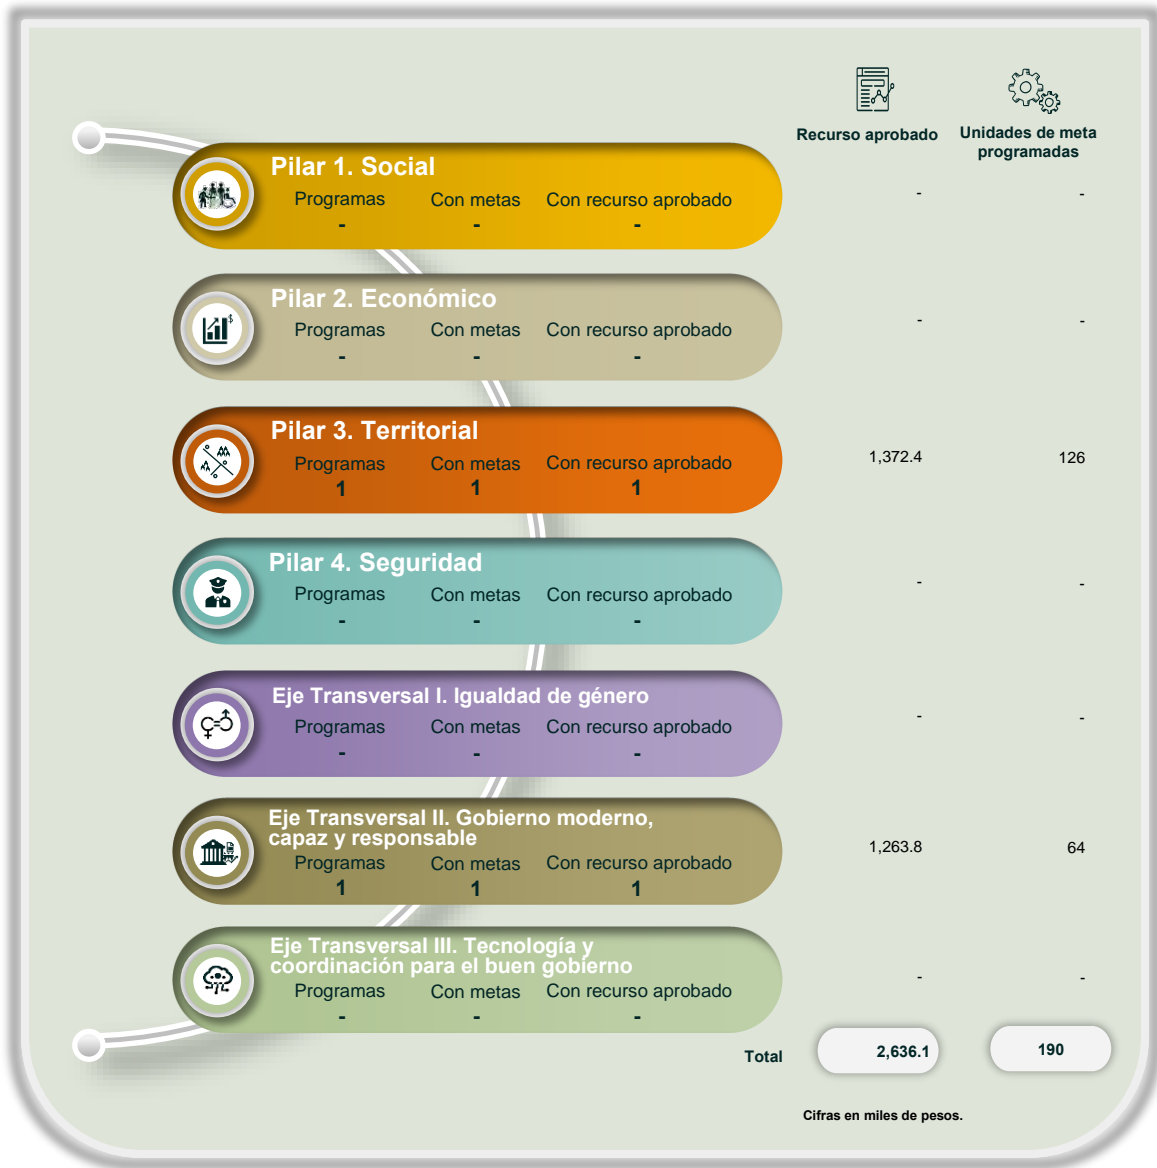 Recurso aprobado
Unidades de meta
programadas
Pilar 1. Social
Programas Con metas Con recurso aprobado
- - -
- -
Pilar 2. Económico
Programas Con metas Con recurso aprobado
- - -
- -
Pilar 3. Territorial
Programas Con metas Con recurso aprobado
1 1 1
1,372.4 126
Pilar 4. Seguridad
Programas Con metas Con recurso aprobado
- - -
- -
Eje Transversal I. Igualdad de género
Programas Con metas Con recurso aprobado
- - -
- -
Eje Transversal II. Gobierno moderno,
capaz y responsable
Programas Con metas Con recurso aprobado
1 1 1
1,263.8 64
Eje Transversal III. Tecnología y
coordinación para el buen gobierno
Programas Con metas Con recurso aprobado
- - -
- -
Total 2,636.1 190
Cifras en miles de pesos.